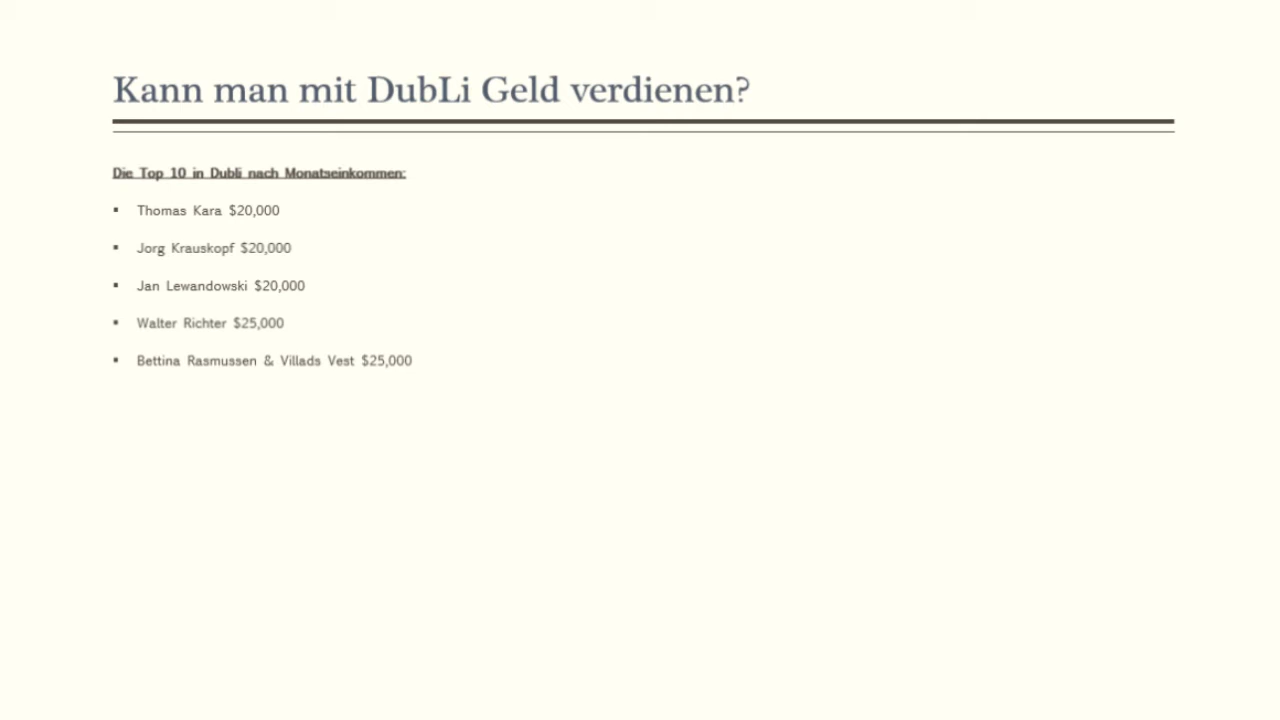 Kann man mit DubLi Geld verdienen?
Die Top 10 in Dubli nach Monatseinkommen:
▪ Thomas Kara $20,000
▪ Jorg Krauskopf $20,000
▪ Jan Lewandowski $20,000
▪ Walter Richter $25,000
▪ Bettina Rasmussen & Villads Vest $25,000